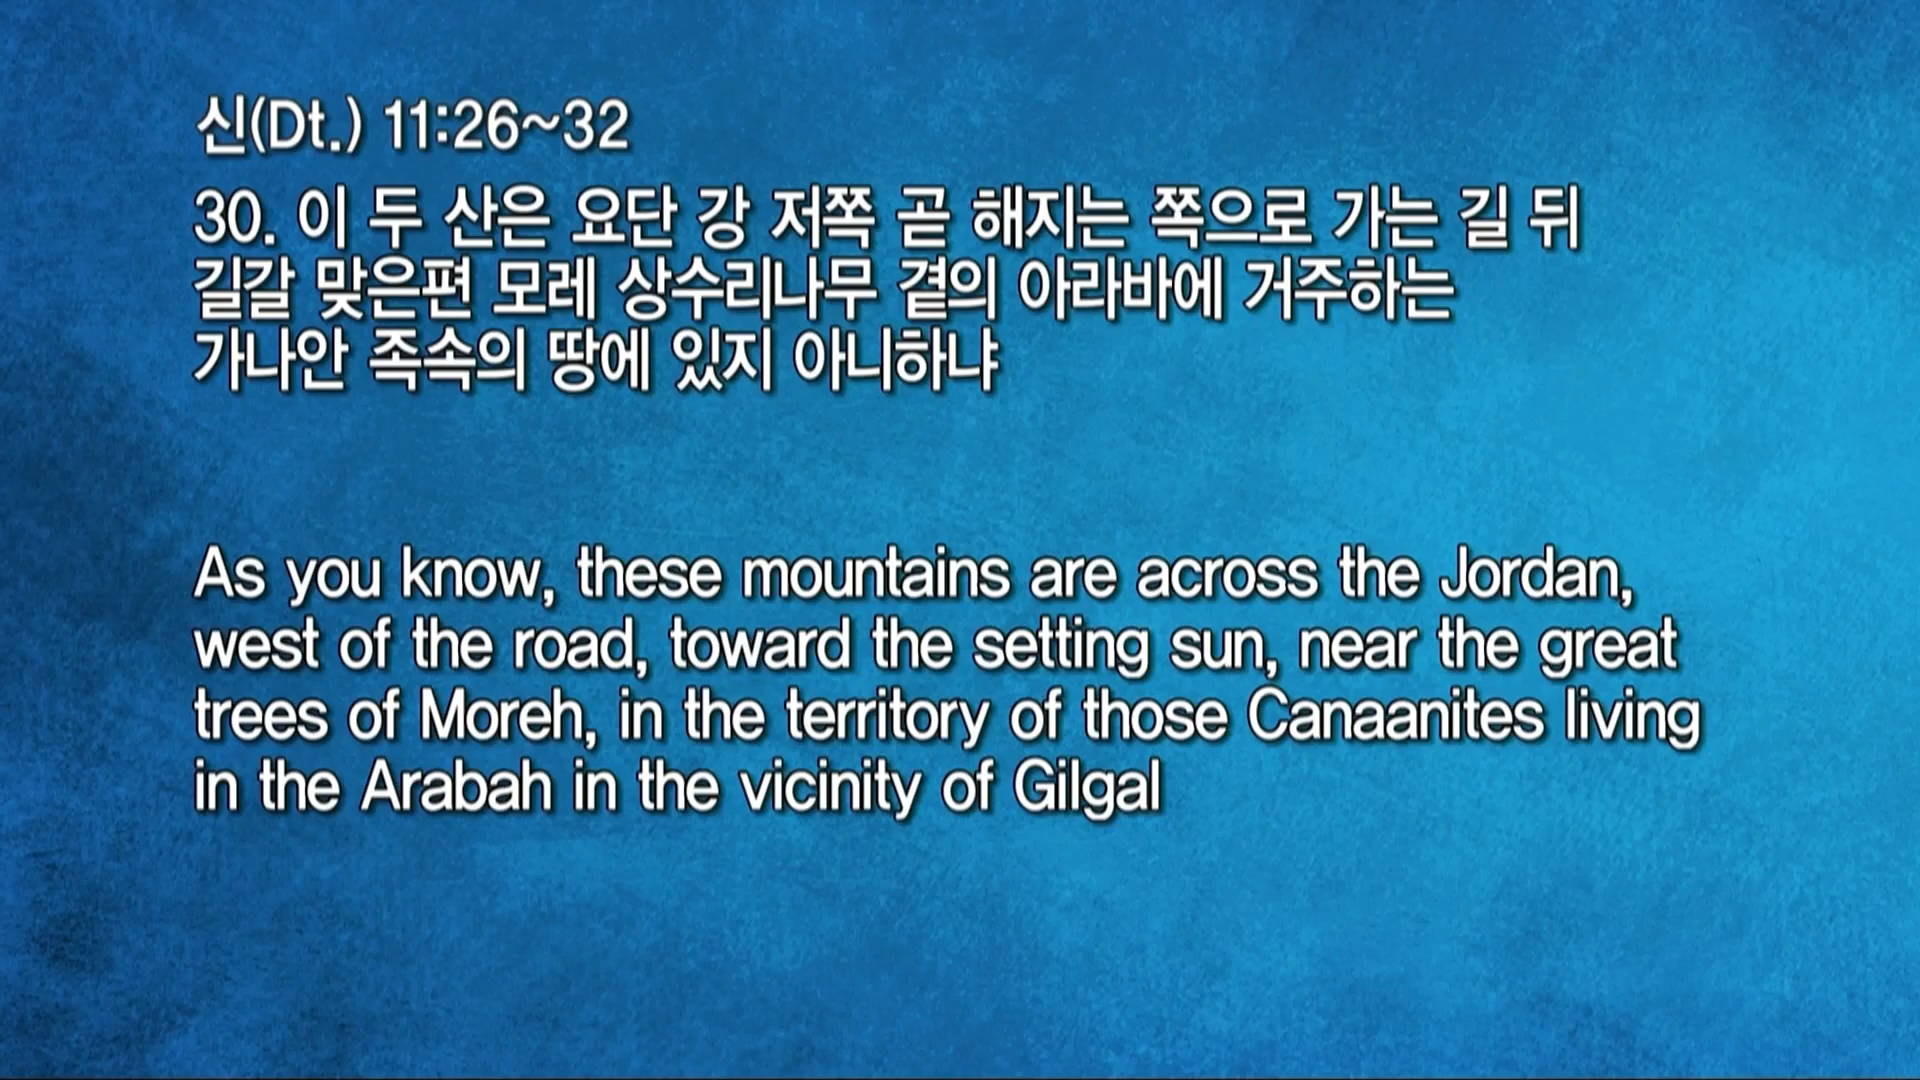 신(Dt.) 11:26~32
30. 이 두 산은 요단 강 저쪽 곧 해지는 쪽으로 가는 길 뒤
길갈 맞은편 모레 상수리나무 곁의 아라바에 거주하는
가나안 족속의 땅에 있지 아니하냐
As you know, these mountains are across the Jordan,
west of the road, toward the setting sun, near the great
trees of Moreh, in the territory of those Canaanites living
in the Arabah in the vicinity of Gilgal